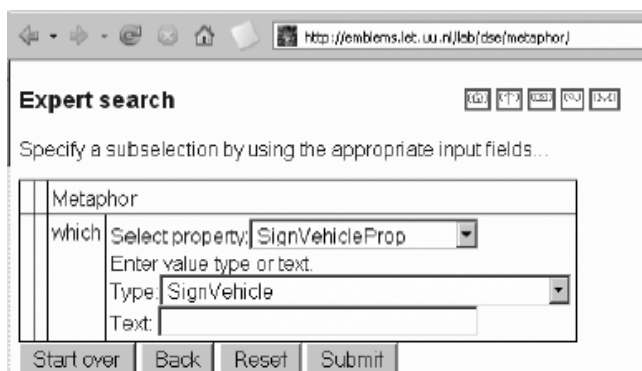 http://emblems.let.uu.nl/lab/dse/metaphor/
Expert search
Specify a subselection by using the appropriate input fields...
Metaphor
which Select property: SignVehicleProp
Enter value type or text.
Type: SignVehicle
Text:
Start over Back Reset Submit